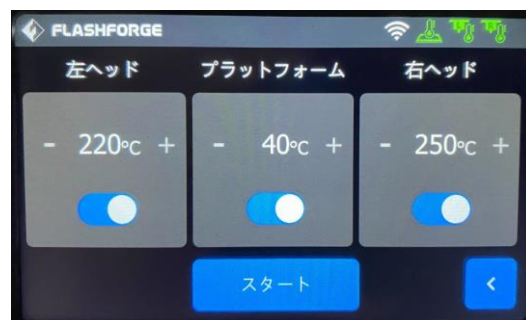 FLASHFORGE
左ヘッド プラットフォーム 右ヘッド
- 220℃ + - 40℃ + - 250℃ +
スタート
<